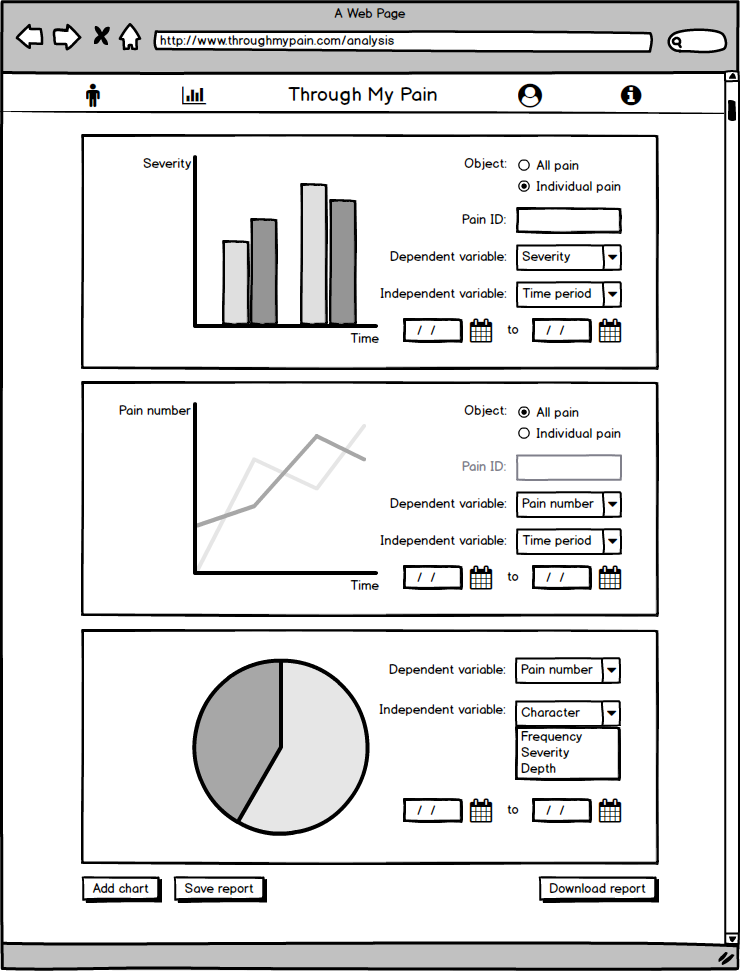 A Web Page
http://www.throughmypain.com/analysis
Through My Pain
Severity
Time
Object:
All pain
Individual pain
Pain ID:
Dependent variable: Severity
Independent variable: Time period
/ / to / /
Pain number
Time
Object:
All pain
Individual pain
Pain ID:
Dependent variable: Pain number
Independent variable: Time period
/ / to / /
Dependent variable: Pain number
Independent variable: Character
Frequency
Severity
Depth
/ / to / /
Add chart
Save report
Download report